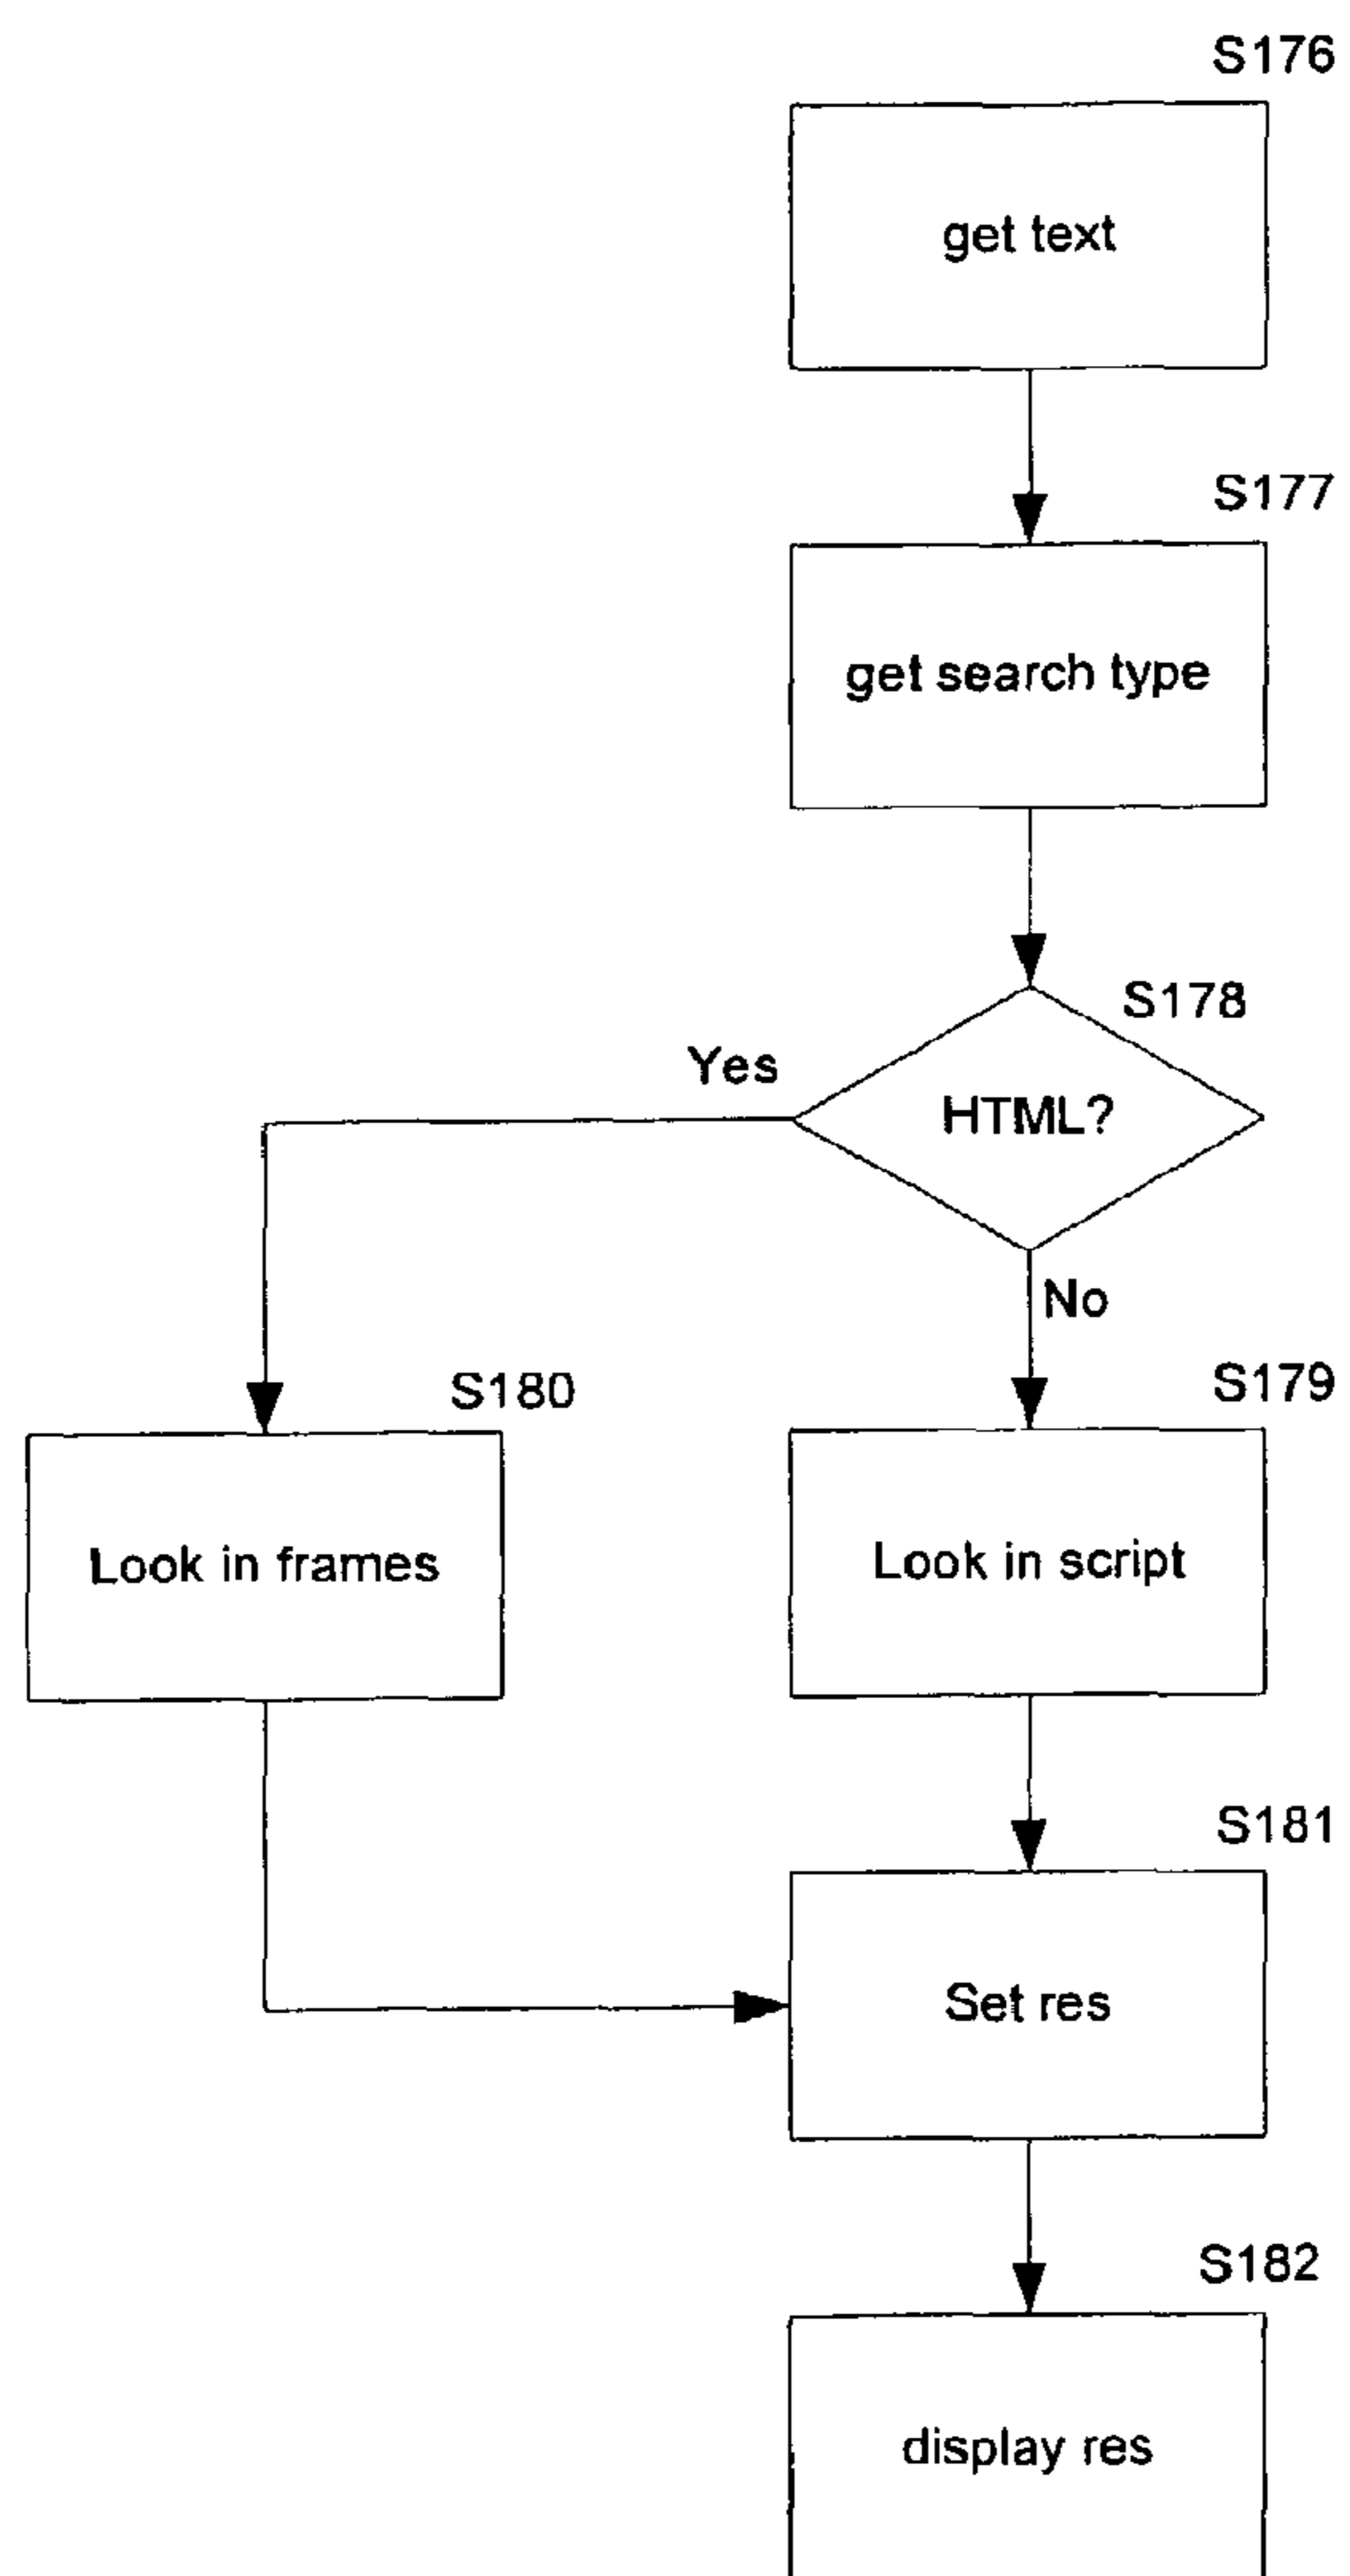 S176
get text
S177
get search type
S178
Yes
HTML?
No
S180
S179
Look in frames
Look in script
S181
Set res
S182
display res